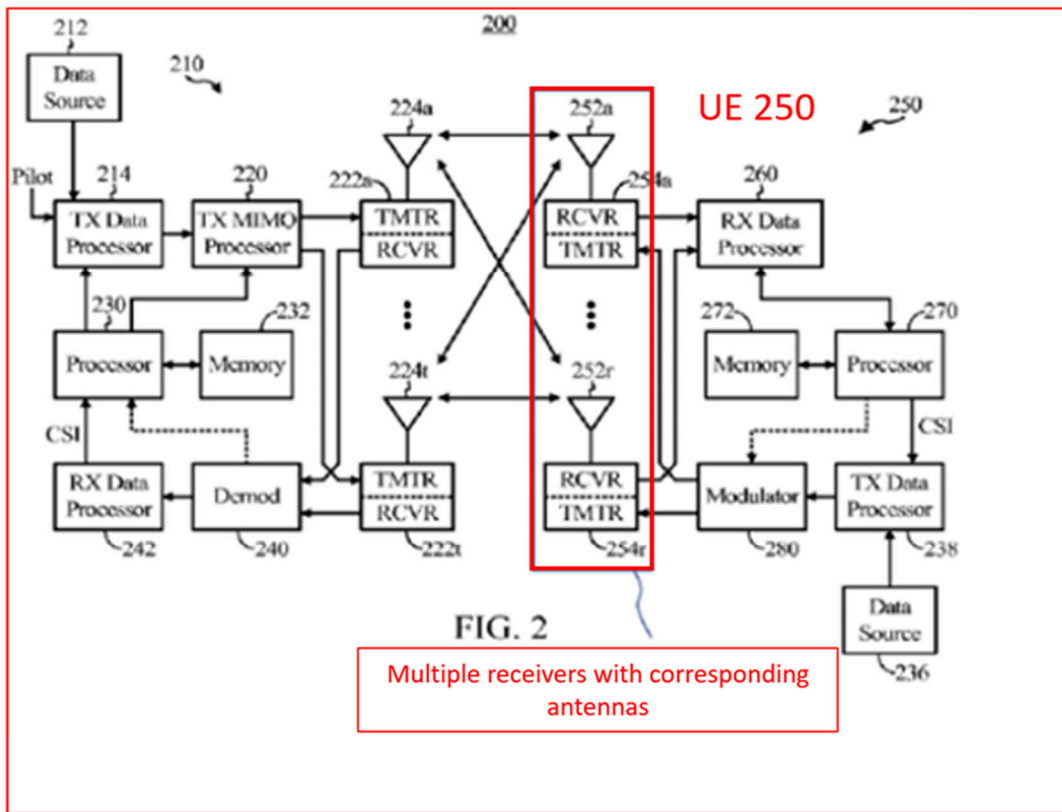 200
212
Data
Source
210
224a
252a
UE 250
250
Pilot
214
220
222a
254a
260
TX Data
Processor
TX MIMO
Processor
TMTR
RCVR
RCVR
TMTR
RX Data
Processor
230
232
272
270
Processor
Memory
Memory
Processor
224t
252r
CSI
CSI
RX Data
Processor
Demod
TMTR
RCVR
RCVR
TMTR
Modulator
TX Data
Processor
242
240
222t
254r
280
238
FIG. 2
Data
Source
236
Multiple receivers with corresponding
antennas